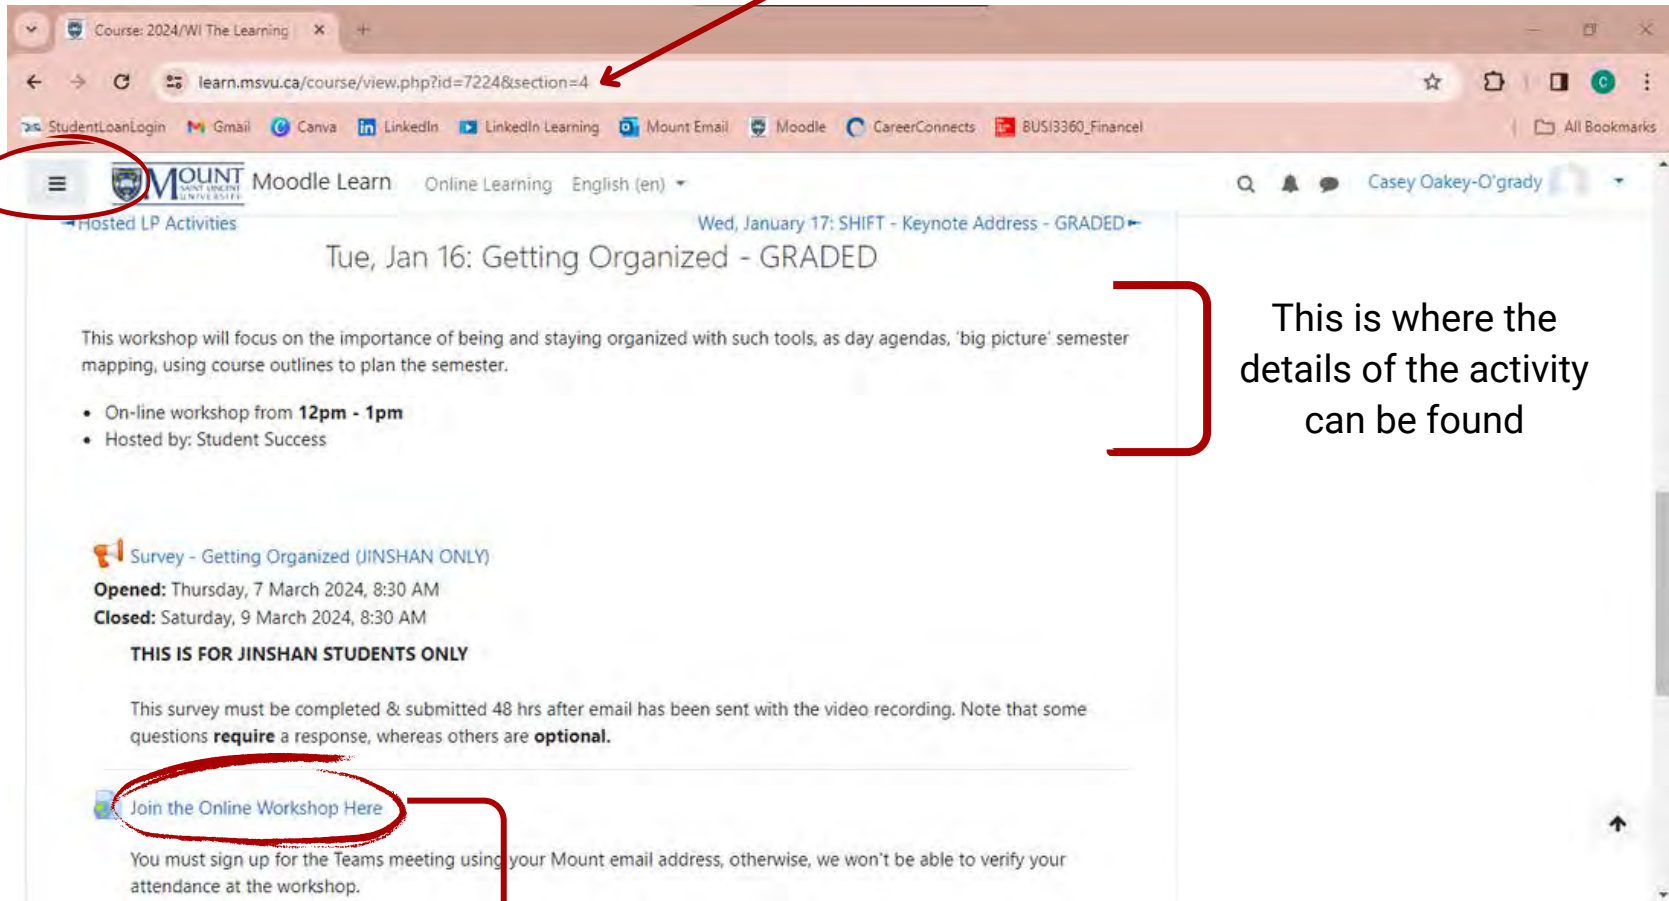 Course: 2024/WI The Learning
learn.msvu.ca/course/view.php?id=7224&section=4
C
StudentLoanLogin Gmail Canva LinkedIn LinkedIn Learning Mount Email Moodle CareerConnects BUSI3360_Financel All Bookmarks
MOUNT SAINT VINCENT UNIVERSITY Moodle Learn Online Learning English (en) Casey Oakey-O'grady
Hosted LP Activities Wed, January 17: SHIFT - Keynote Address - GRADED
Tue, Jan 16: Getting Organized - GRADED
This workshop will focus on the importance of being and staying organized with such tools, as day agendas, 'big picture' semester
mapping, using course outlines to plan the semester.
• On-line workshop from 12pm - 1pm
• Hosted by: Student Success
This is where the
details of the activity
can be found
Survey - Getting Organized (JINSHAN ONLY)
Opened: Thursday, 7 March 2024, 8:30 AM
Closed: Saturday, 9 March 2024, 8:30 AM
THIS IS FOR JINSHAN STUDENTS ONLY
This survey must be completed & submitted 48 hrs after email has been sent with the video recording. Note that some
questions require a response, whereas others are optional.
Join the Online Workshop Here
You must sign up for the Teams meeting using your Mount email address, otherwise, we won't be able to verify your
attendance at the workshop.